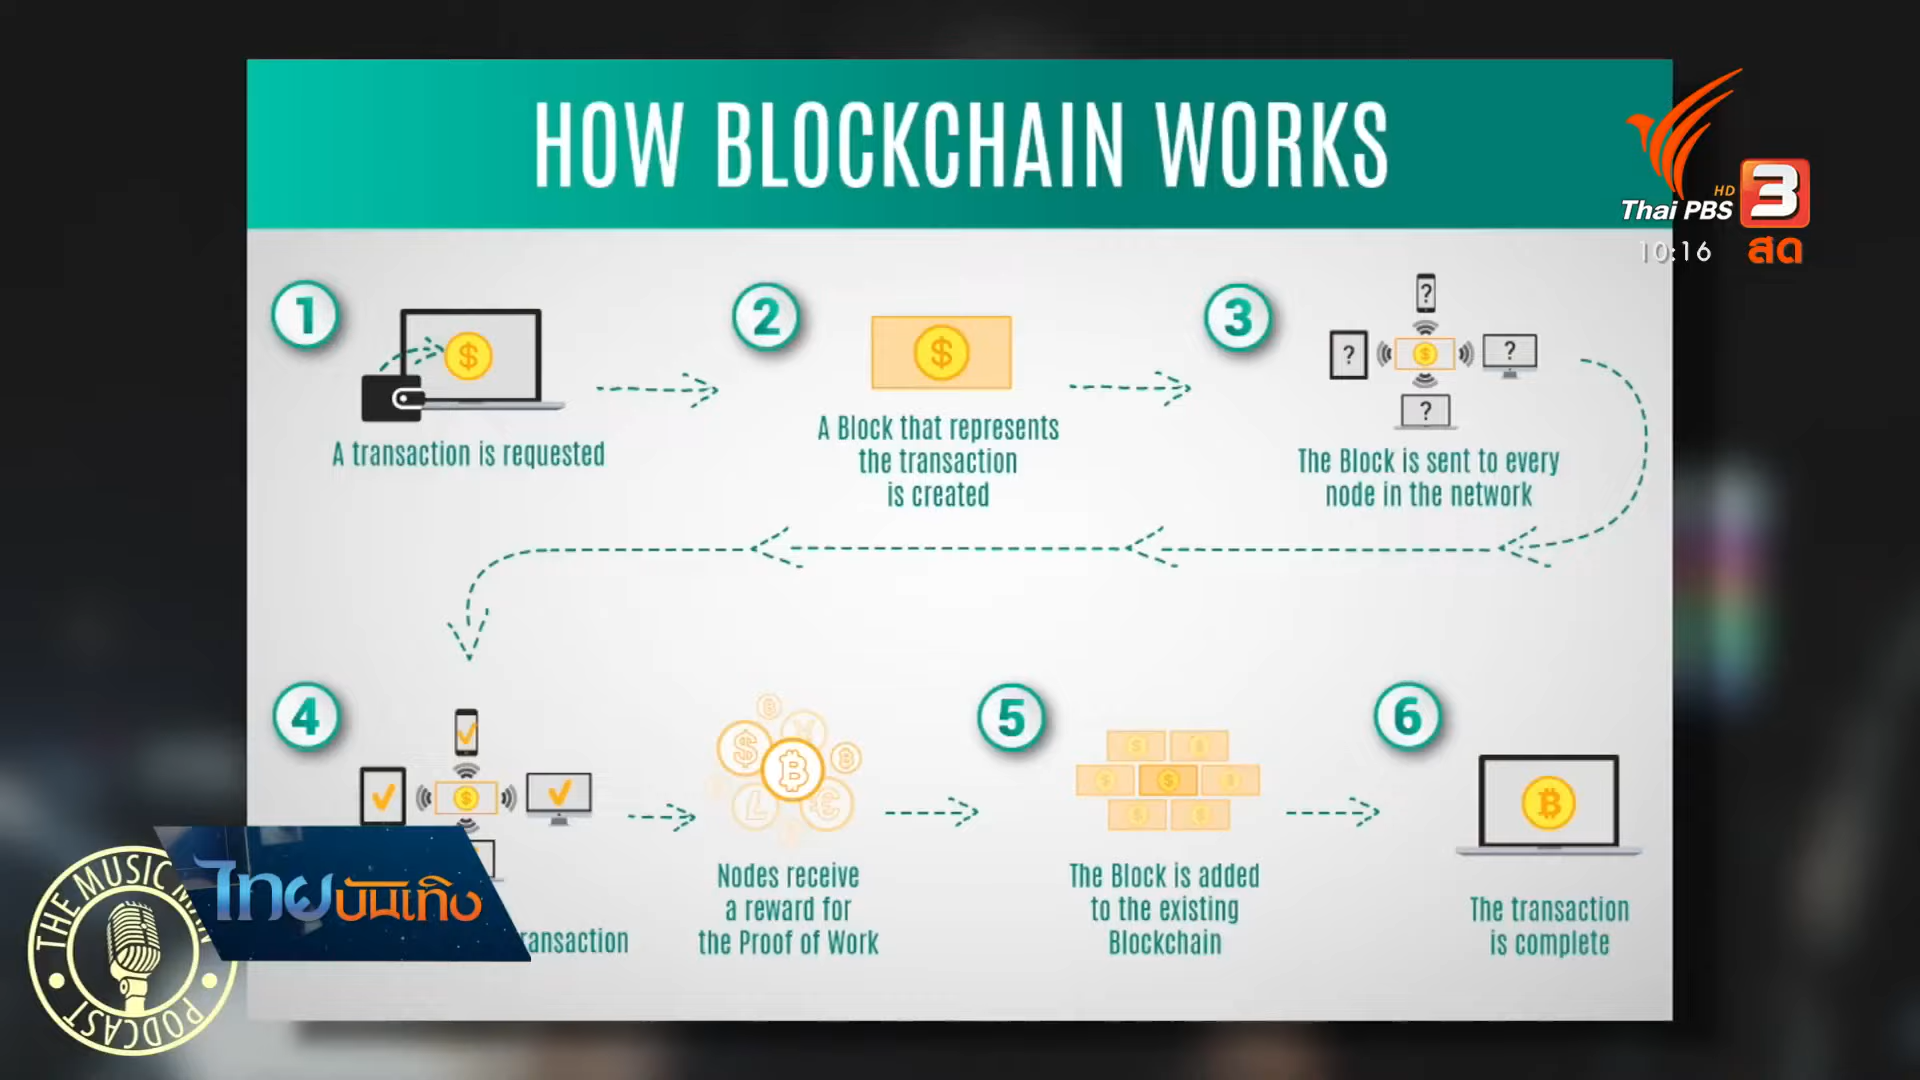 HOW BLOCKCHAIN WORKS
HD
Thai PBS 3
10:16 สด
1
A transaction is requested
2
A Block that represents
the transaction
is created
3
?
?
?
?
The Block is sent to every
node in the network
4
ransaction
Nodes receive
a reward for
the Proof of Work
5
The Block is added
to the existing
Blockchain
6
The transaction
is complete
ไทยบันเทิง
THE MUSIC MAN
PODCAST